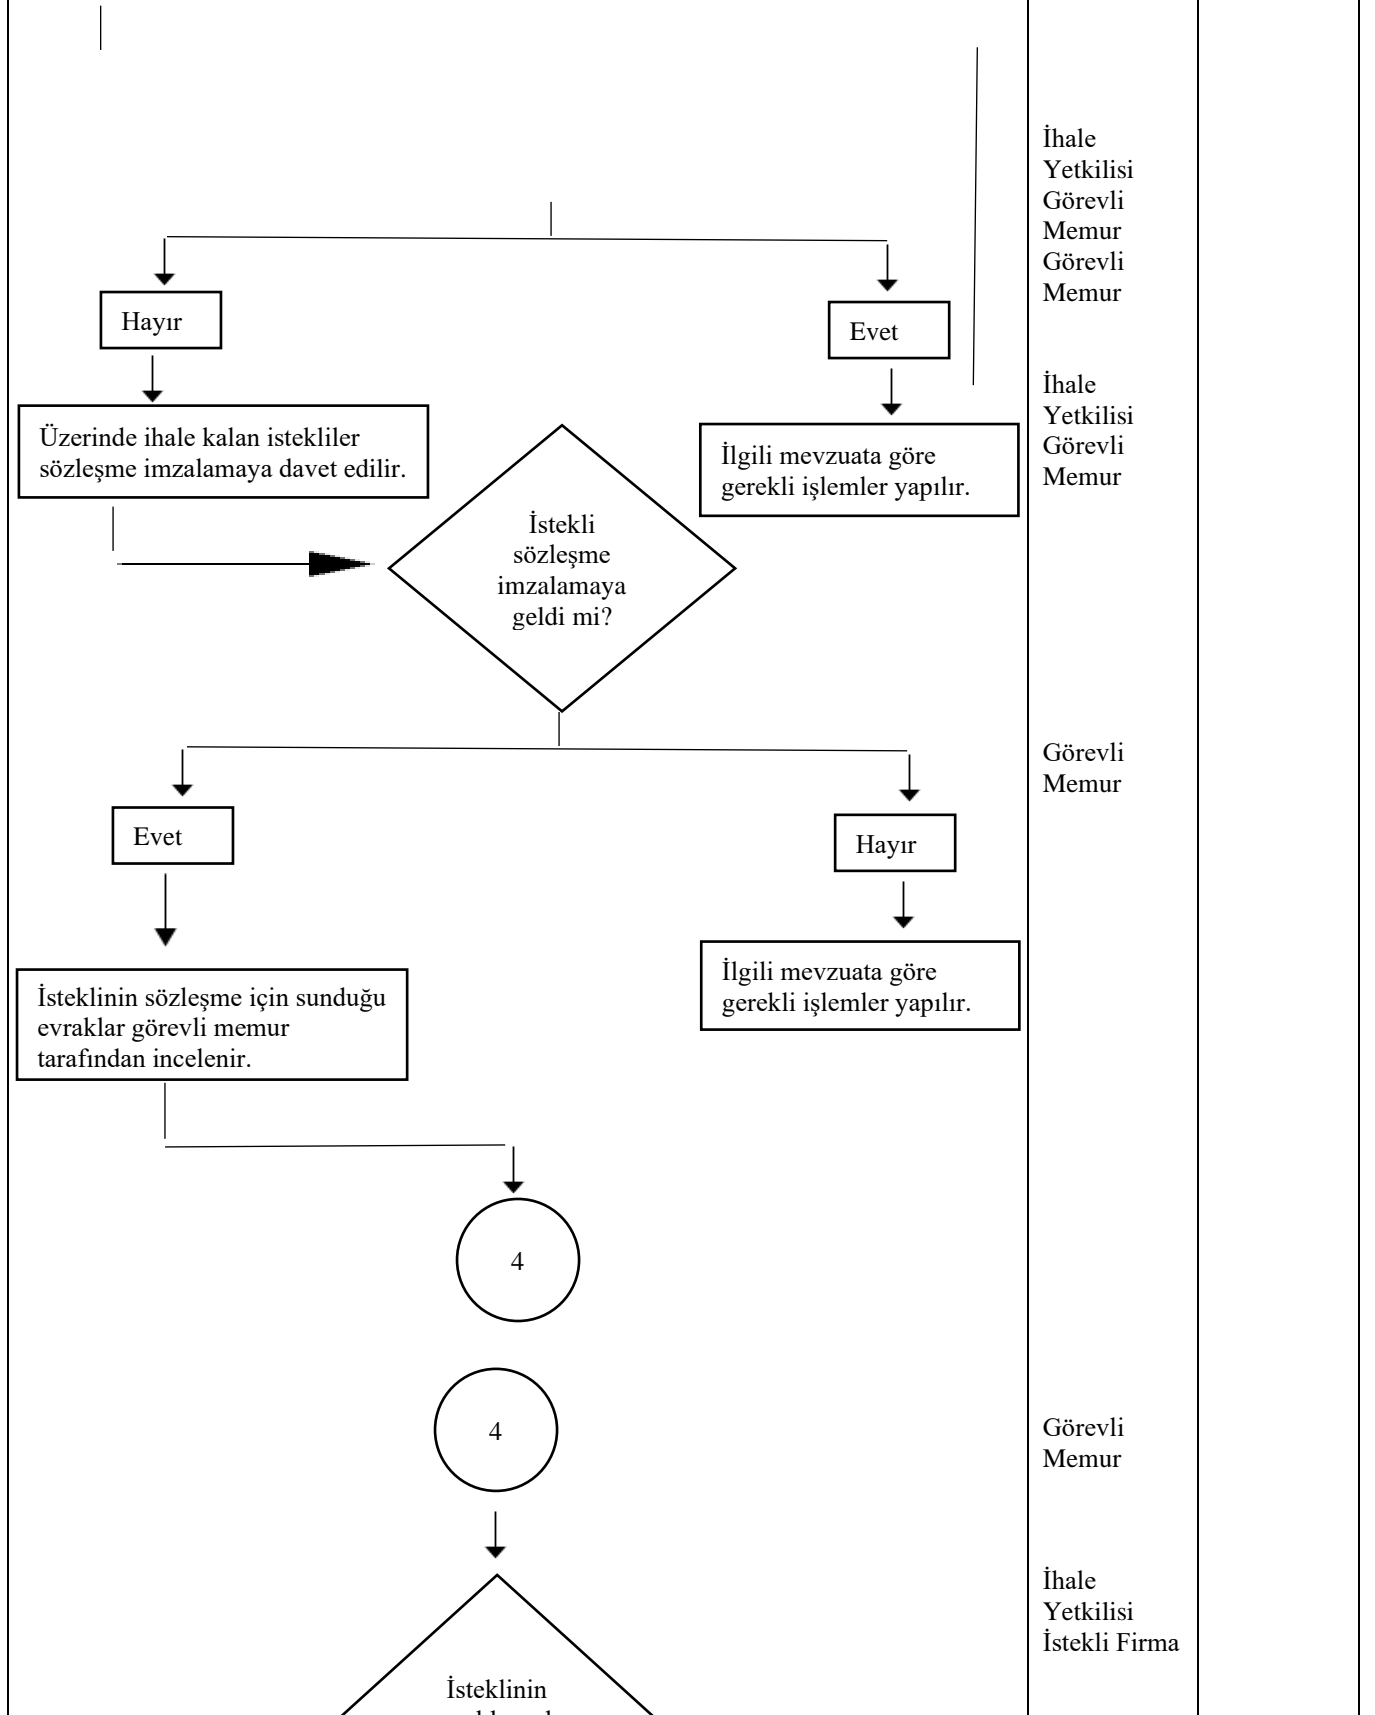 İhale
Yetkilisi
Görevli
Memur
Görevli
Memur
Hayır
Evet
İhale
Yetkilisi
Görevli
Memur
Üzerinde ihale kalan istekliler
sözleşme imzalamaya davet edilir.
İlgili mevzuata göre
gerekli işlemler yapılır.
İstekli
sözleşme
imzalamaya
geldi mi?
Görevli
Memur
Evet
Hayır
İsteklinin sözleşme için sunduğu
evraklar görevli memur
tarafından incelenir.
İlgili mevzuata göre
gerekli işlemler yapılır.
4
4
Görevli
Memur
İhale
Yetkilisi
İstekli Firma
İsteklinin